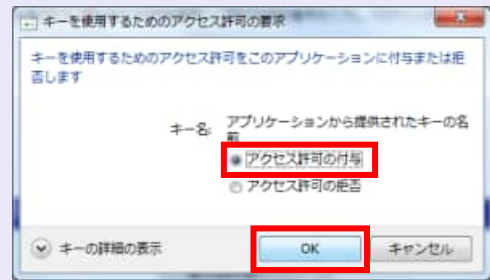 キーを使用するためのアクセス許可の要求
キーを使用するためのアクセス許可をこのアプリケーションに付与または拒
否します
キー名: アプリケーションから提供されたキーの名
前
アクセス許可の付与
アクセス許可の拒否
キーの詳細の表示 OK キャンセル